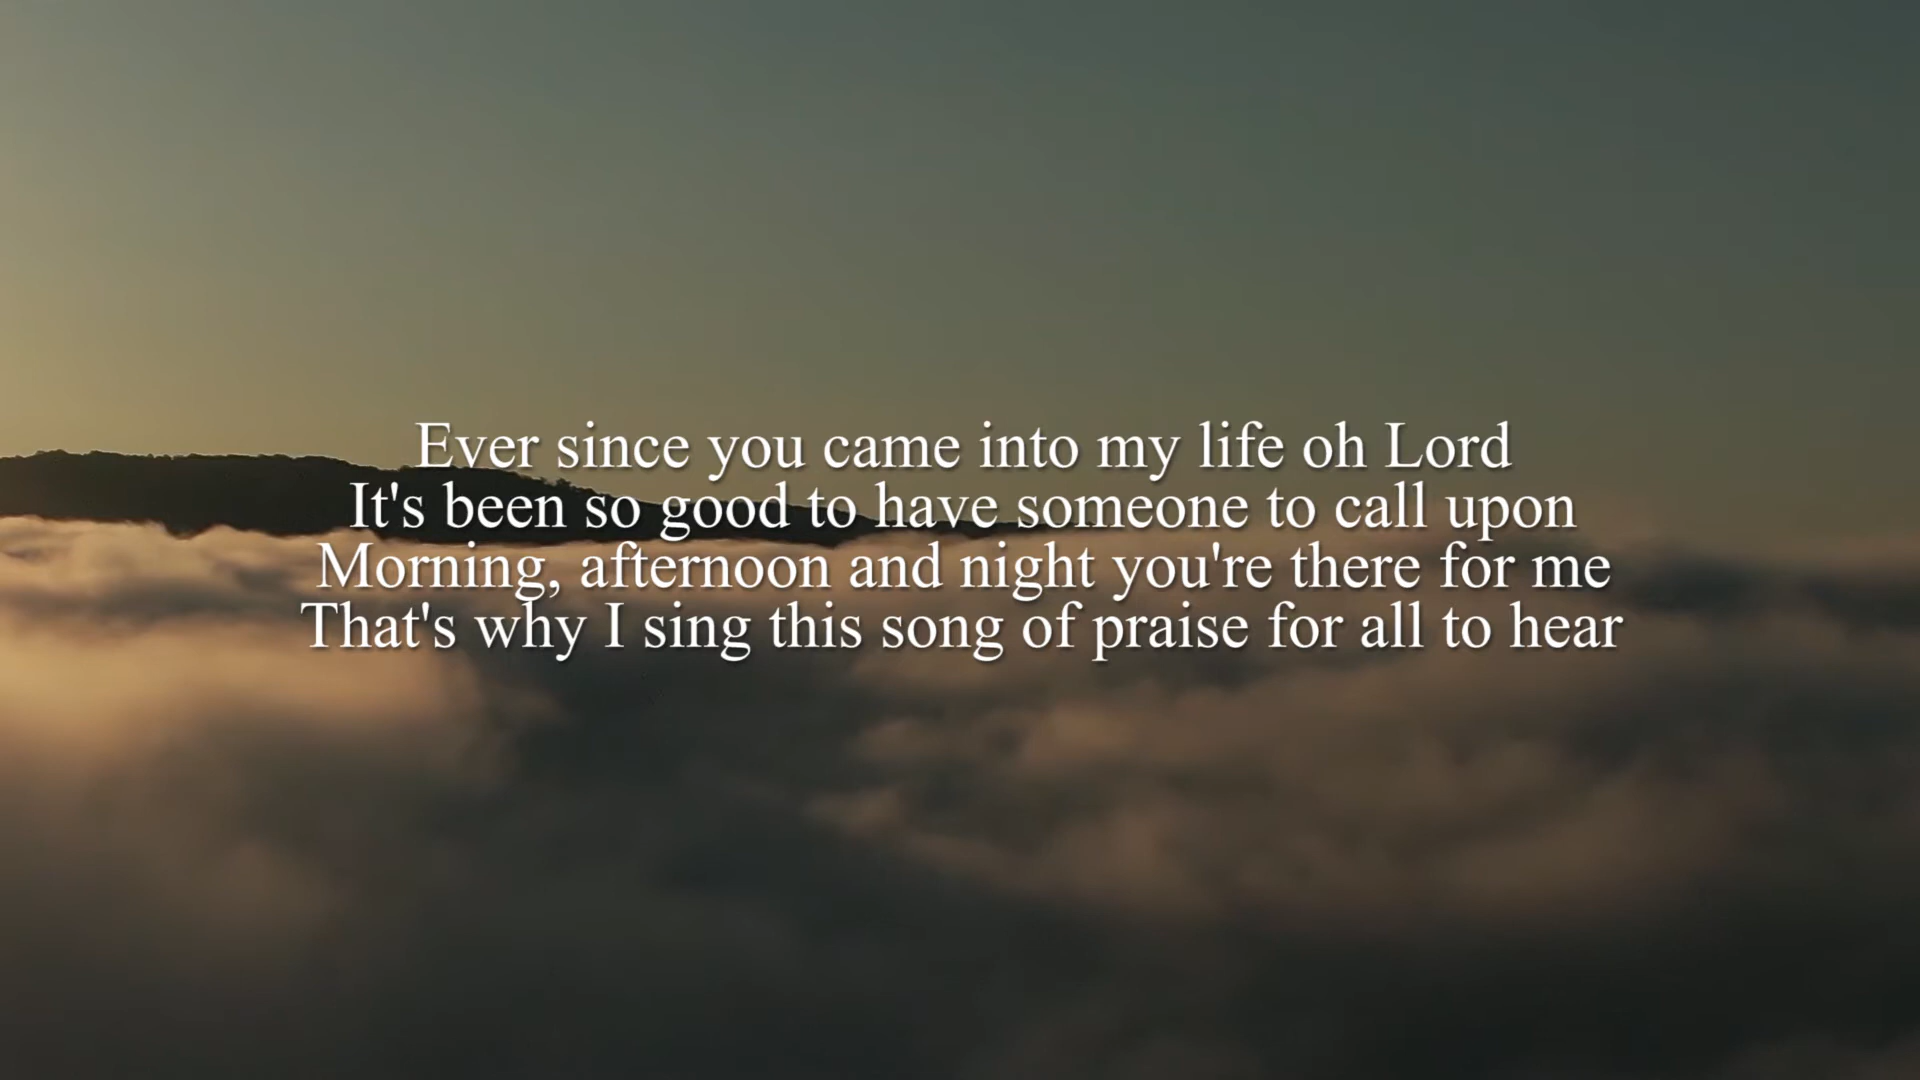 Ever since you came into my life oh Lord
It's been so good to have someone to call upon
Morning, afternoon and night you're there for me
That's why I sing this song of praise for all to hear